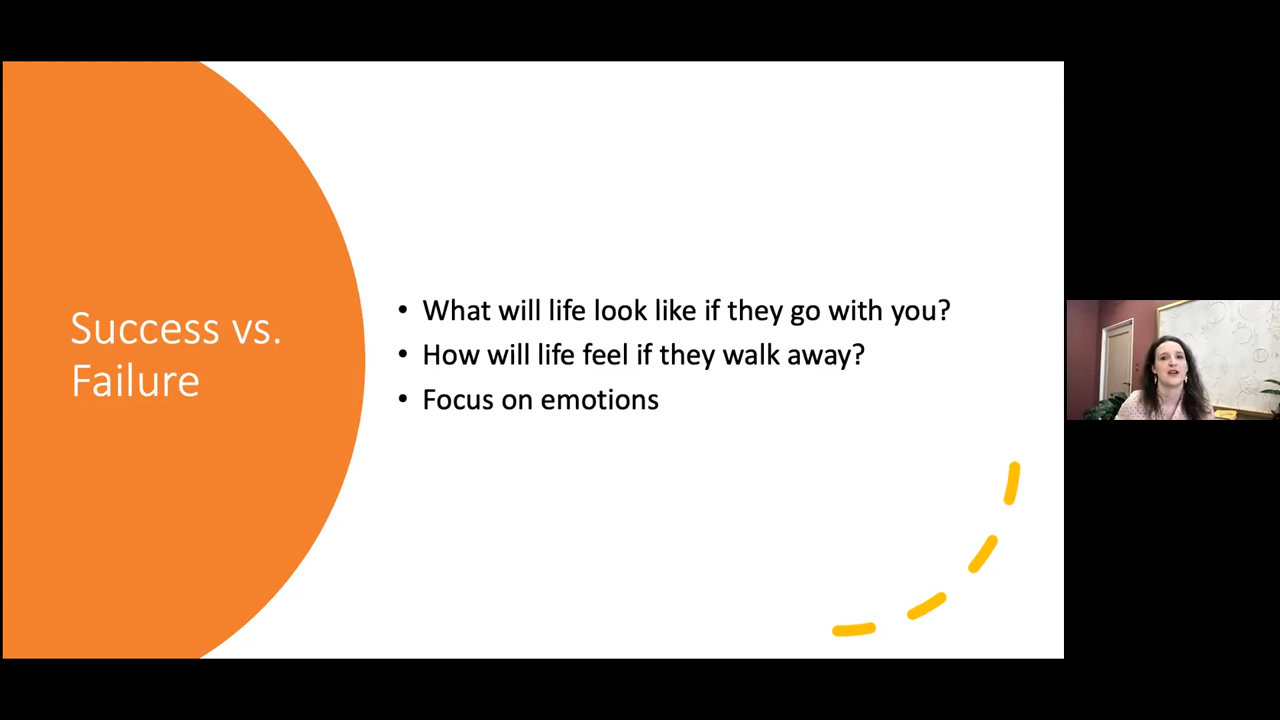 Success vs.
Failure
• What will life look like if they go with you?
• How will life feel if they walk away?
• Focus on emotions